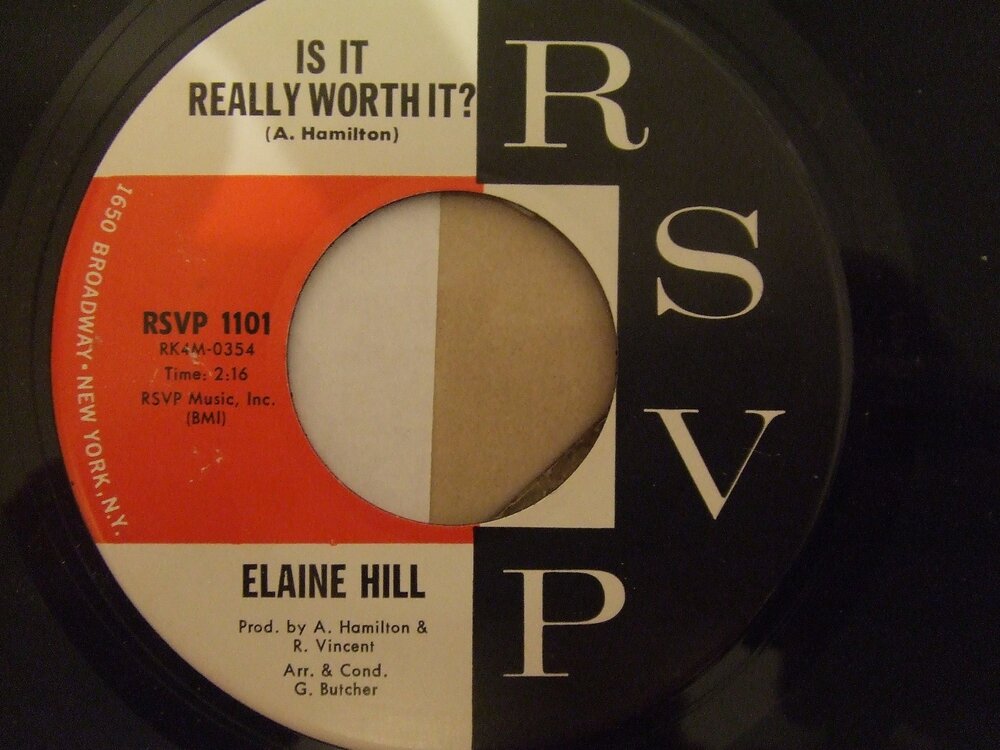 IS IT
REALLY WORTH IT?
(A. Hamilton)
R
S
V
P
1650 BROADWAY • NEW YORK, N.Y.
RSVP 1101
RK4M-0354
Time: 2:16
RSVP Music, Inc.
(BMI)
ELAINE HILL
Prod. by A. Hamilton &
R. Vincent
Arr. & Cond.
G. Butcher